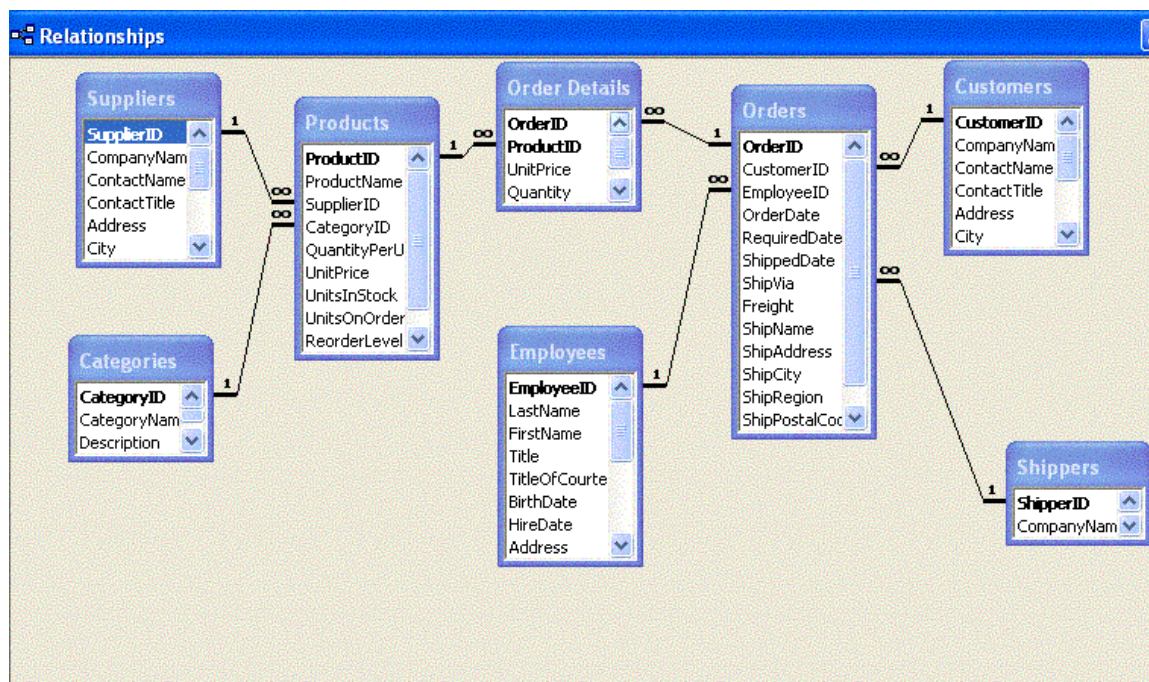 Relationships
Suppliers
SupplierID
CompanyNam
ContactName
ContactTitle
Address
City
1
∞
Categories
CategoryID
CategoryNam
Description
1
∞
Products
ProductID
ProductName
SupplierID
CategoryID
QuantityPerU
UnitPrice
UnitsInStock
UnitsOnOrder
ReorderLevel
1
∞
Order Details
OrderID
ProductID
UnitPrice
Quantity
∞
1
Employees
EmployeeID
LastName
FirstName
Title
TitleOfCourte
BirthDate
HireDate
Address
1
∞
Orders
OrderID
CustomerID
EmployeeID
OrderDate
RequiredDate
ShippedDate
ShipVia
Freight
ShipName
ShipAddress
ShipCity
ShipRegion
ShipPostalCoc
∞
1
Customers
CustomerID
CompanyNam
ContactName
ContactTitle
Address
City
∞
1
Shippers
ShipperID
CompanyNam